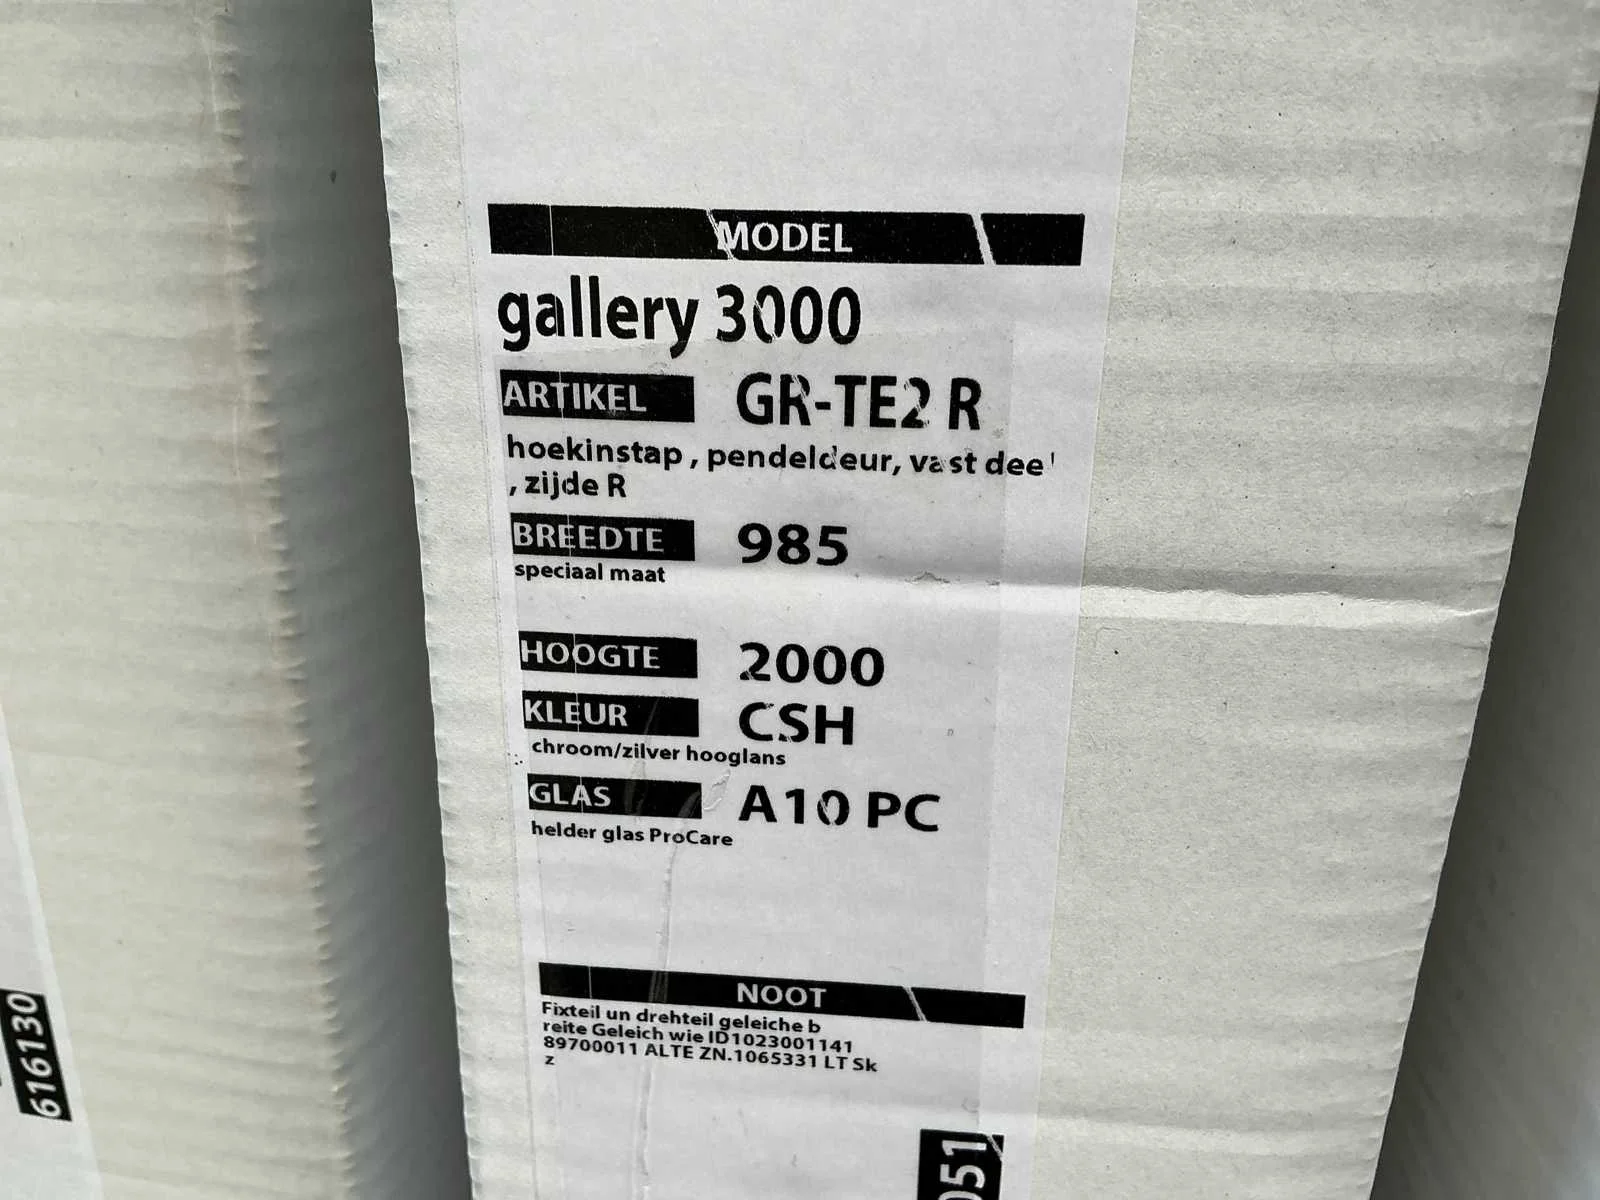 MODEL
gallery 3000
ARTIKEL GR-TE2 R
hoekinstap , pendeldeur, vast dee
, zijde R
BREEDTE 985
speciaal maat
HOOGTE 2000
KLEUR CSH
chroom/zilver hooglans
GLAS A10 PC
helder glas ProCare
NOOT
Fixteil un drehteil geleiche b
reite Geleich wie ID1023001141
89700011 ALTE ZN.1065331 LT Sk
z
616130
051